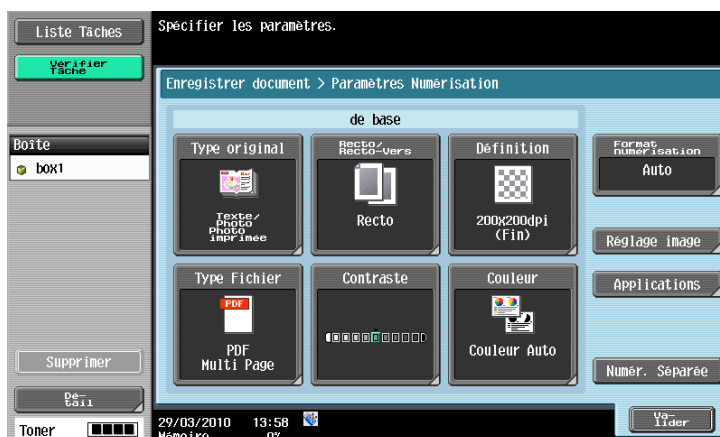 Liste Tâches
Spécifier les paramètres.
Vérifier
Tâche
Enregistrer document > Paramètres Numérisation
de base
Boîte
box1
Type original
Texte/
Photo
Photo
imprimée
Recto/
Recto-Vers
Recto
Définition
200x200dpi
(Fin)
Format
numérisation
Auto
Réglage image
Type Fichier
PDF
PDF
Multi Page
Contraste
Couleur
Couleur Auto
Applications
Supprimer
Numér. Séparée
Dé-
tail
Toner
29/03/2010 13:58
Mémoire 0%
Va-
lider